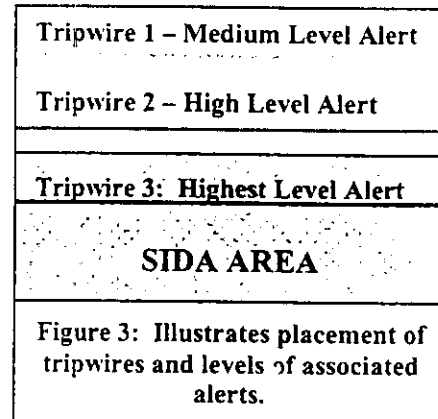 Tripwire 1 – Medium Level Alert
Tripwire 2 – High Level Alert
Tripwire 3: Highest Level Alert
SIDA AREA
Figure 3: Illustrates placement of
tripwires and levels of associated
alerts.